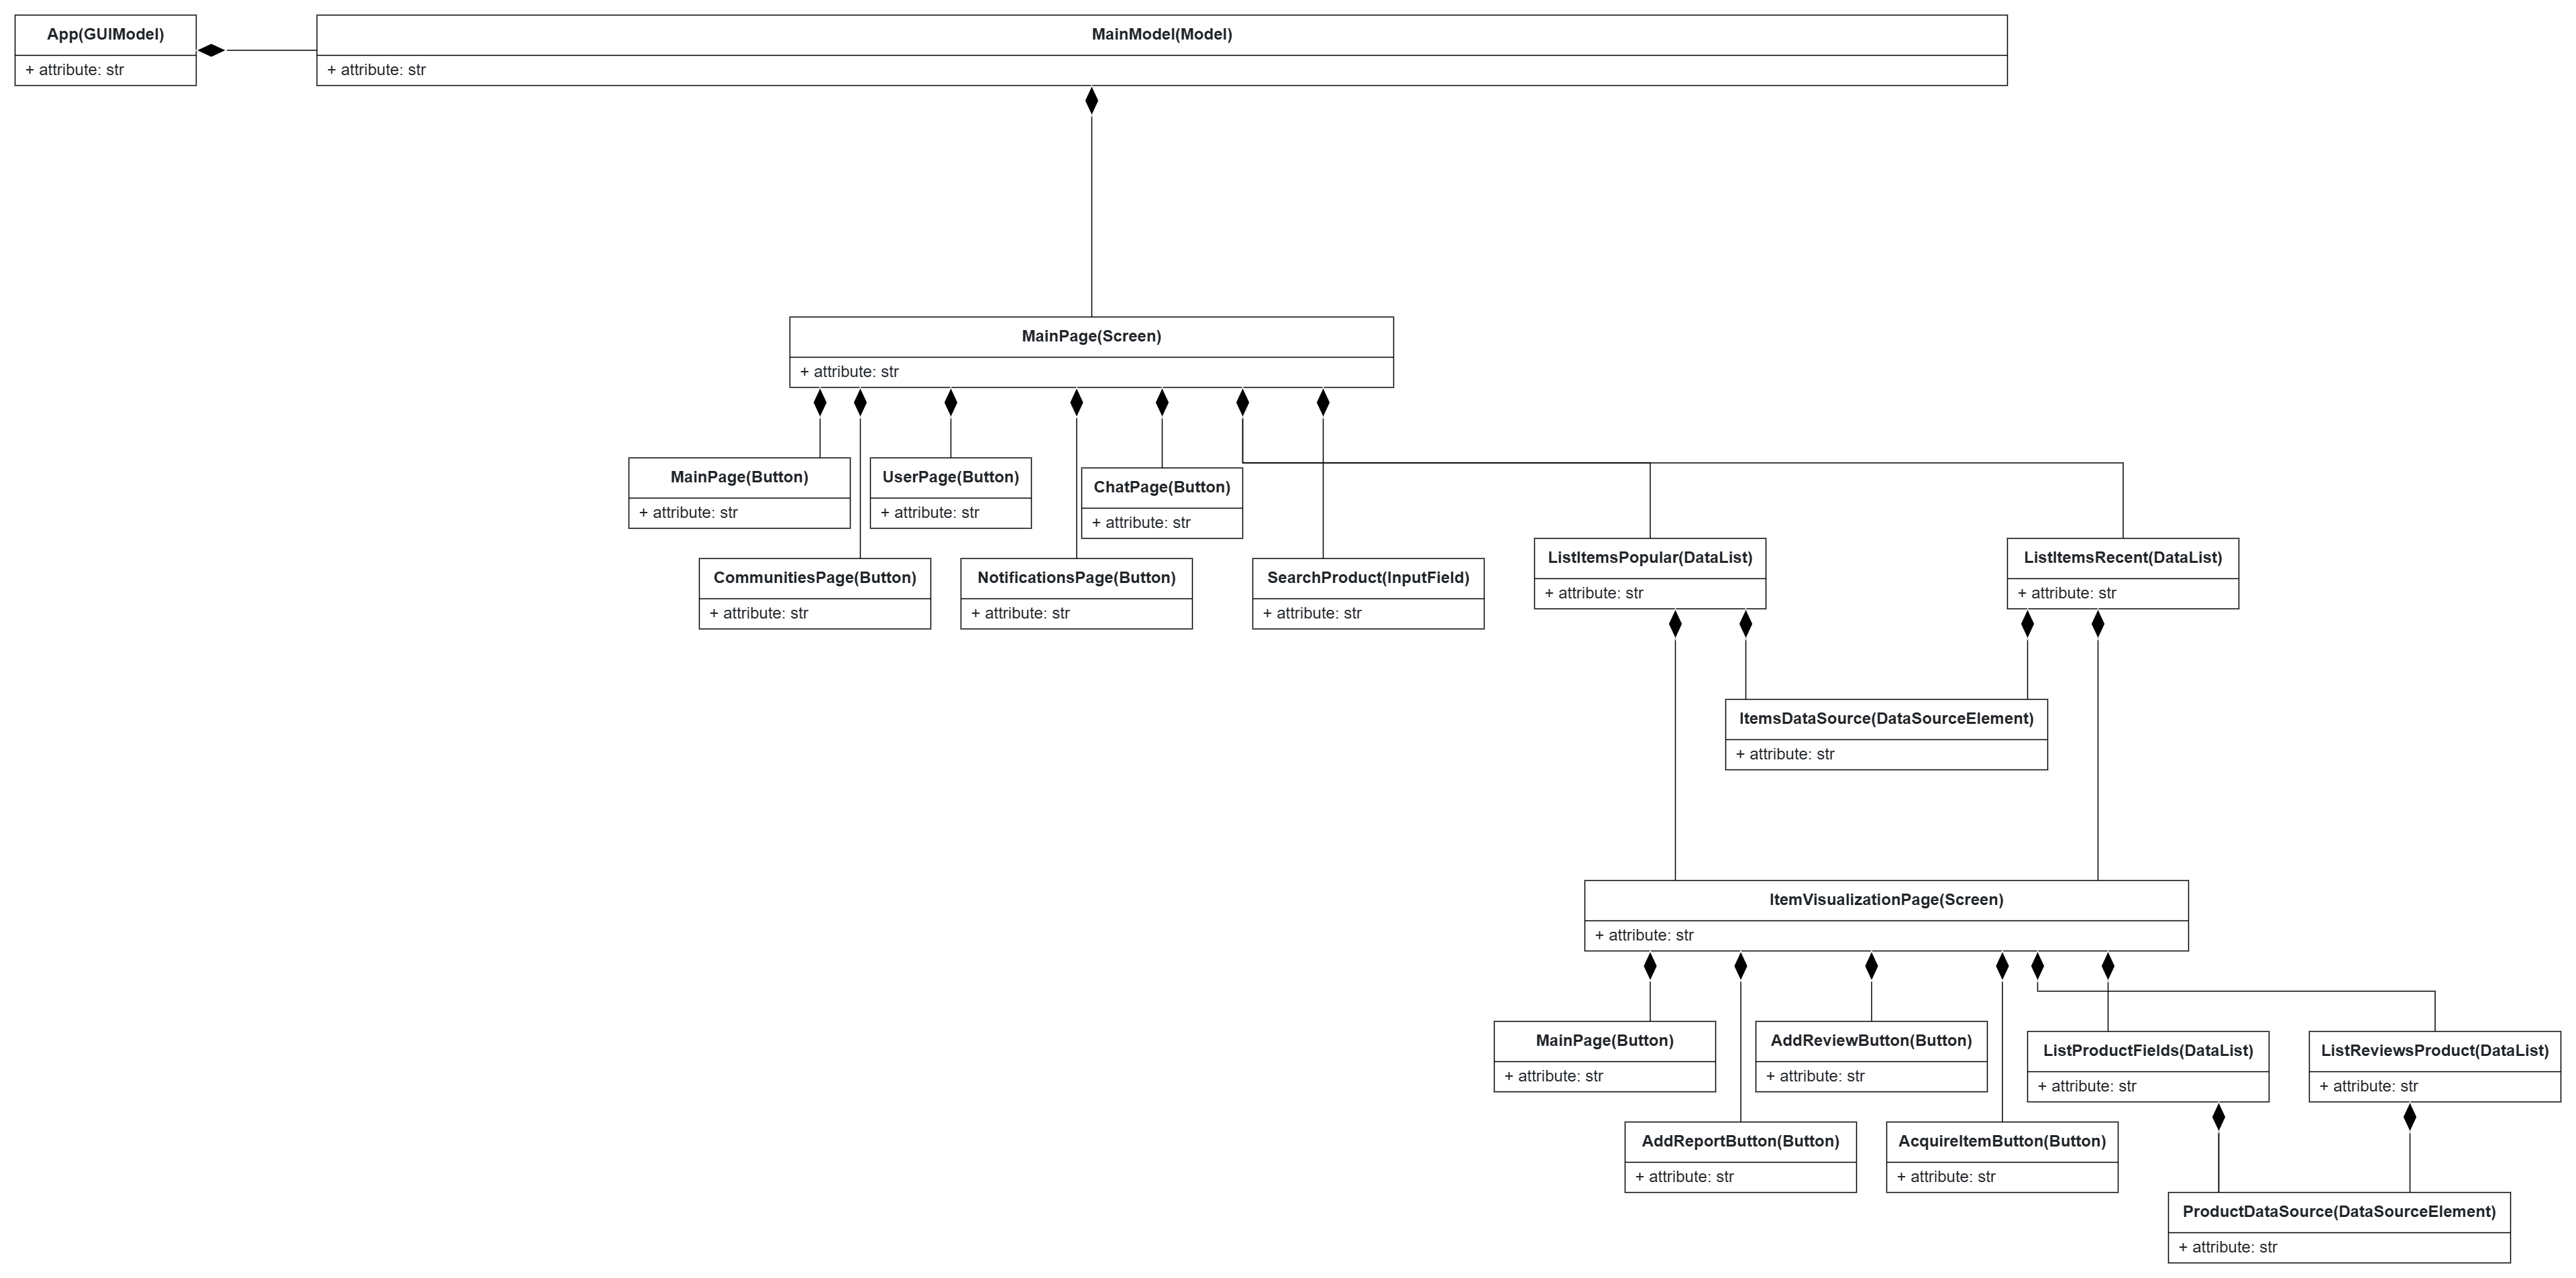 App(GUIModel)
+ attribute: str
MainModel(Model)
+ attribute: str
MainPage(Screen)
+ attribute: str
MainPage(Button)
+ attribute: str
UserPage(Button)
+ attribute: str
ChatPage(Button)
+ attribute: str
CommunitiesPage(Button)
+ attribute: str
NotificationsPage(Button)
+ attribute: str
SearchProduct(InputField)
+ attribute: str
ListItemsPopular(DataList)
+ attribute: str
ListItemsRecent(DataList)
+ attribute: str
ItemsDataSource(DataSourceElement)
+ attribute: str
ItemVisualizationPage(Screen)
+ attribute: str
MainPage(Button)
+ attribute: str
AddReviewButton(Button)
+ attribute: str
ListProductFields(DataList)
+ attribute: str
ListReviewsProduct(DataList)
+ attribute: str
AddReportButton(Button)
+ attribute: str
AcquireItemButton(Button)
+ attribute: str
ProductDataSource(DataSourceElement)
+ attribute: str